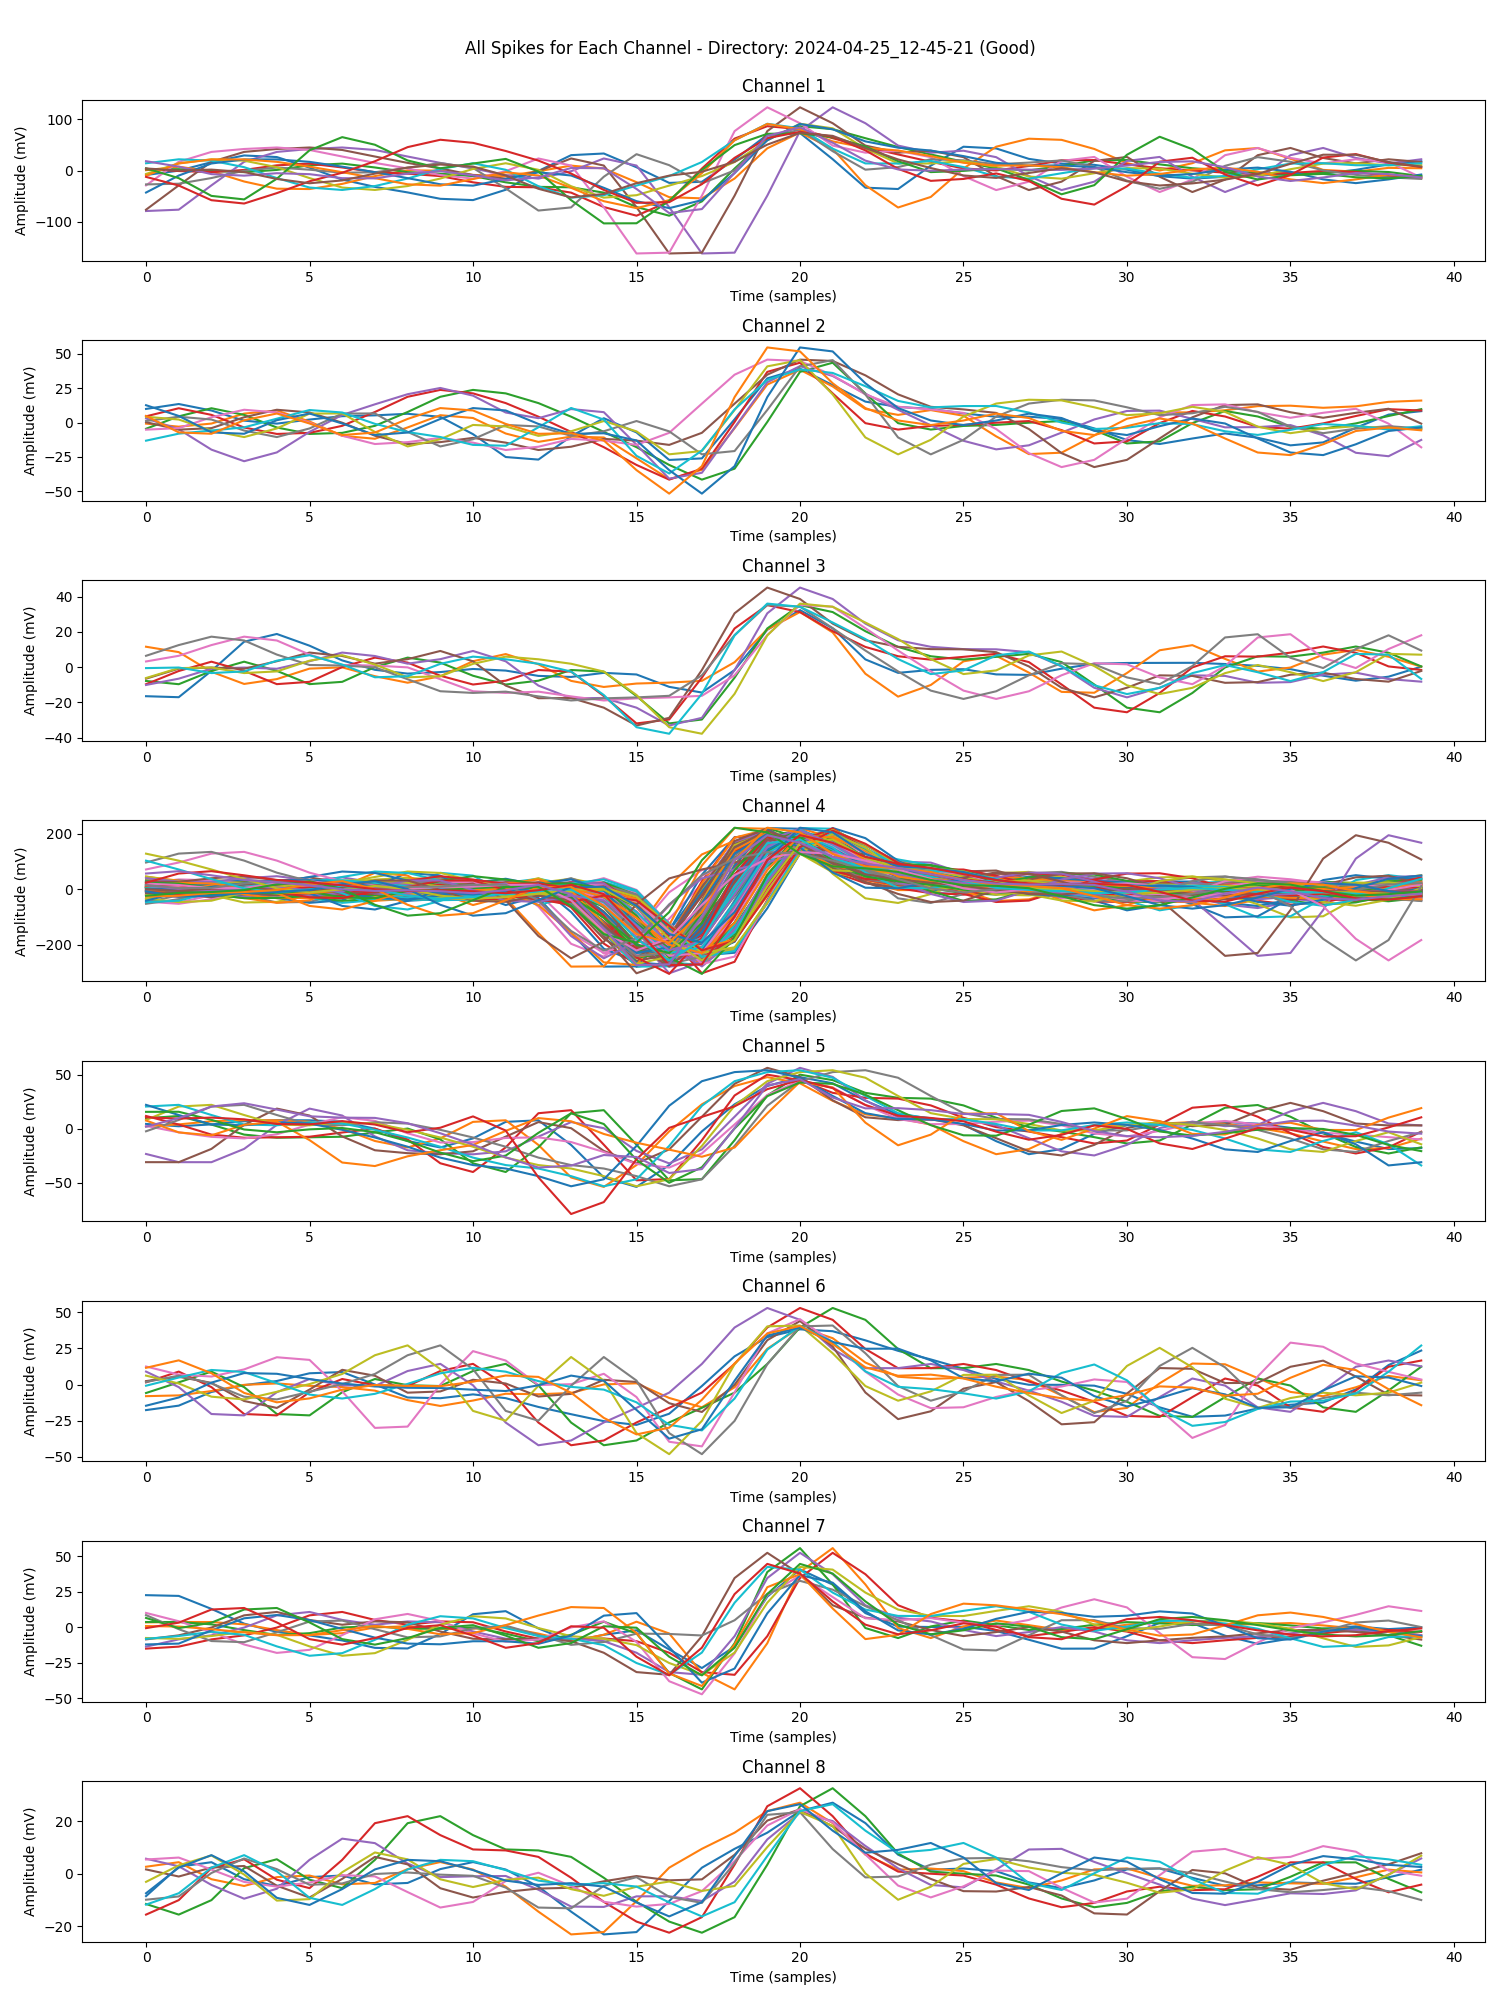 All Spikes for Each Channel - Directory: 2024-04-25_12-45-21 (Good)
Channel 1
Amplitude (mV)
100
0
−100
0 5 10 15 20 25 30 35 40
Time (samples)
Channel 2
Amplitude (mV)
50
25
0
−25
−50
0 5 10 15 20 25 30 35 40
Time (samples)
Channel 3
Amplitude (mV)
40
20
0
−20
−40
0 5 10 15 20 25 30 35 40
Time (samples)
Channel 4
Amplitude (mV)
200
0
−200
0 5 10 15 20 25 30 35 40
Time (samples)
Channel 5
Amplitude (mV)
50
0
−50
0 5 10 15 20 25 30 35 40
Time (samples)
Channel 6
Amplitude (mV)
50
25
0
−25
−50
0 5 10 15 20 25 30 35 40
Time (samples)
Channel 7
Amplitude (mV)
50
25
0
−25
−50
0 5 10 15 20 25 30 35 40
Time (samples)
Channel 8
Amplitude (mV)
20
0
−20
0 5 10 15 20 25 30 35 40
Time (samples)